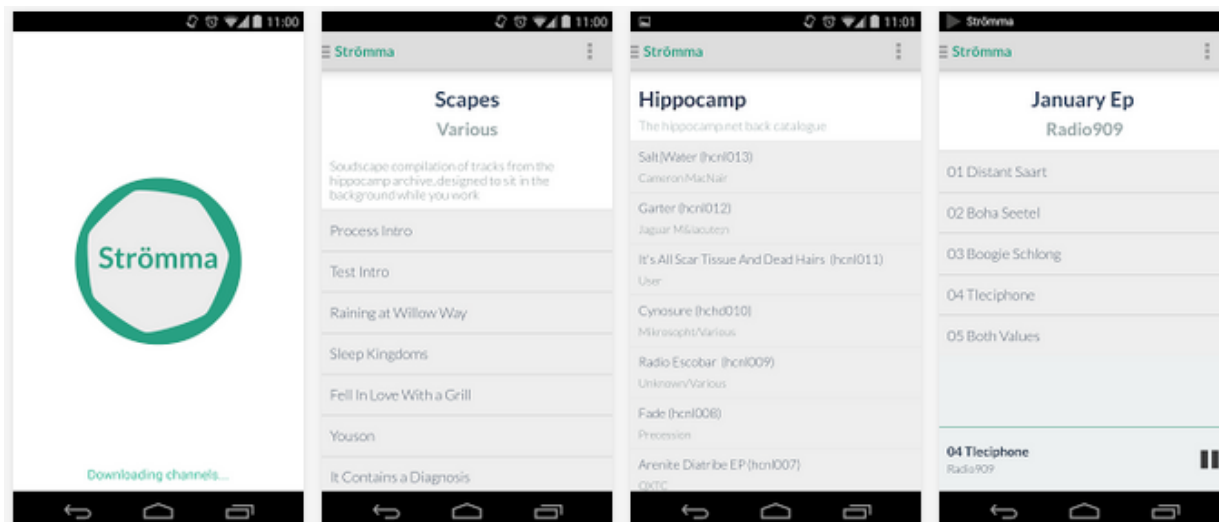 11:00
Strömma
Downloading channels...
11:00
Strömma
Scapes
Various
Soudscape compilation of tracks from the
hippocamp archive, designed to sit in the
background while you work
Process Intro
Test Intro
Raining at Willow Way
Sleep Kingdoms
Fell In Love With a Grill
Youson
It Contains a Diagnosis
11:01
Strömma
Hippocamp
The hippocamp.net back catalogue
Salt|Water (hcnl013)
Cameron MacNair
Garter (hcnl012)
Jaguar M&iacuten
It's All Scar Tissue And Dead Hairs (hcnl011)
User
Cynosure (hchd010)
Mikrosopht/Various
Radio Escobar (hcnl009)
Unknown/Various
Fade (hcnl008)
Precession
Arenite Diatribe EP (hcnl007)
OXTC
Strömma
Strömma
January Ep
Radio909
01 Distant Saart
02 Boha Seetel
03 Boogie Schlong
04 Tleciphone
05 Both Values
04 Tleciphone
Radio909